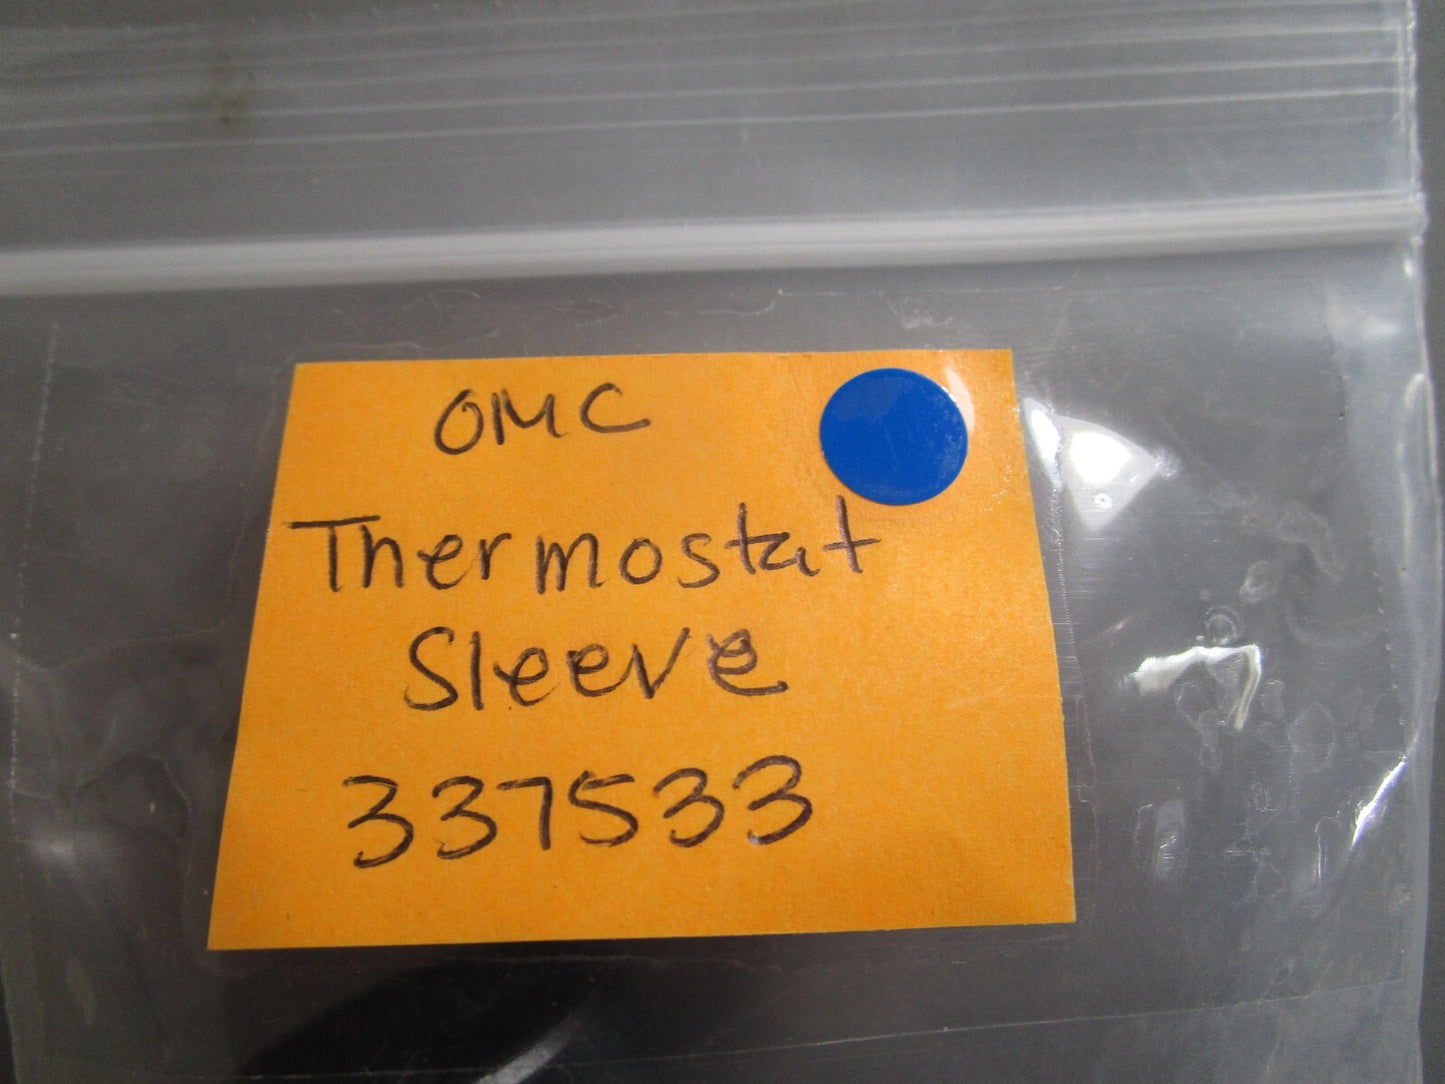 OMC
Thermostat
Sleeve
337533